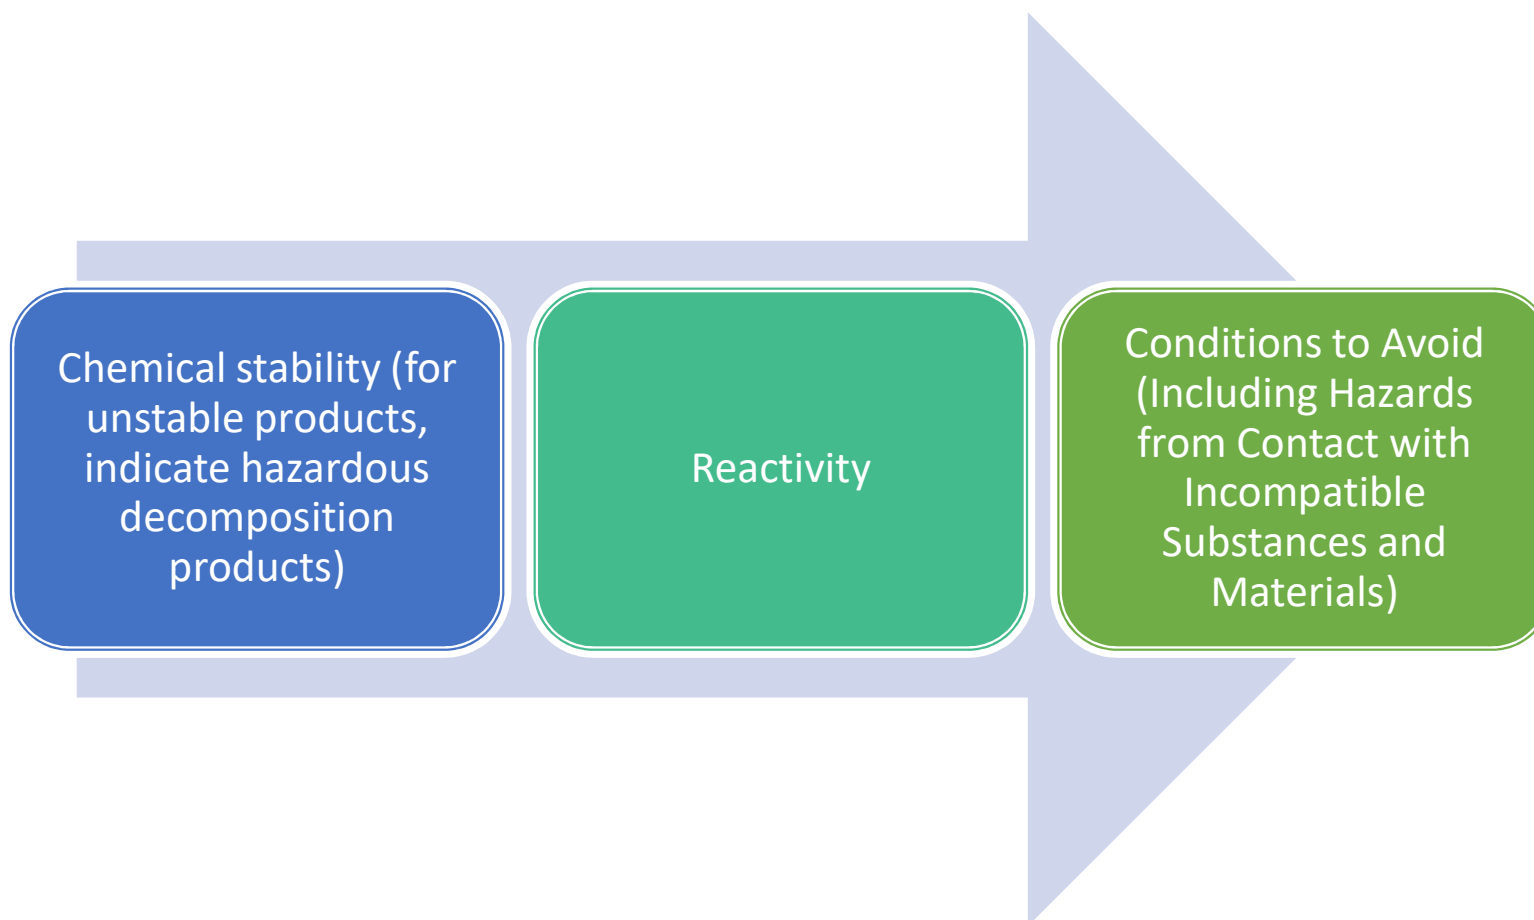 Chemical stability (for
unstable products,
indicate hazardous
decomposition
products)
Reactivity
Conditions to Avoid
(Including Hazards
from Contact with
Incompatible
Substances and
Materials)